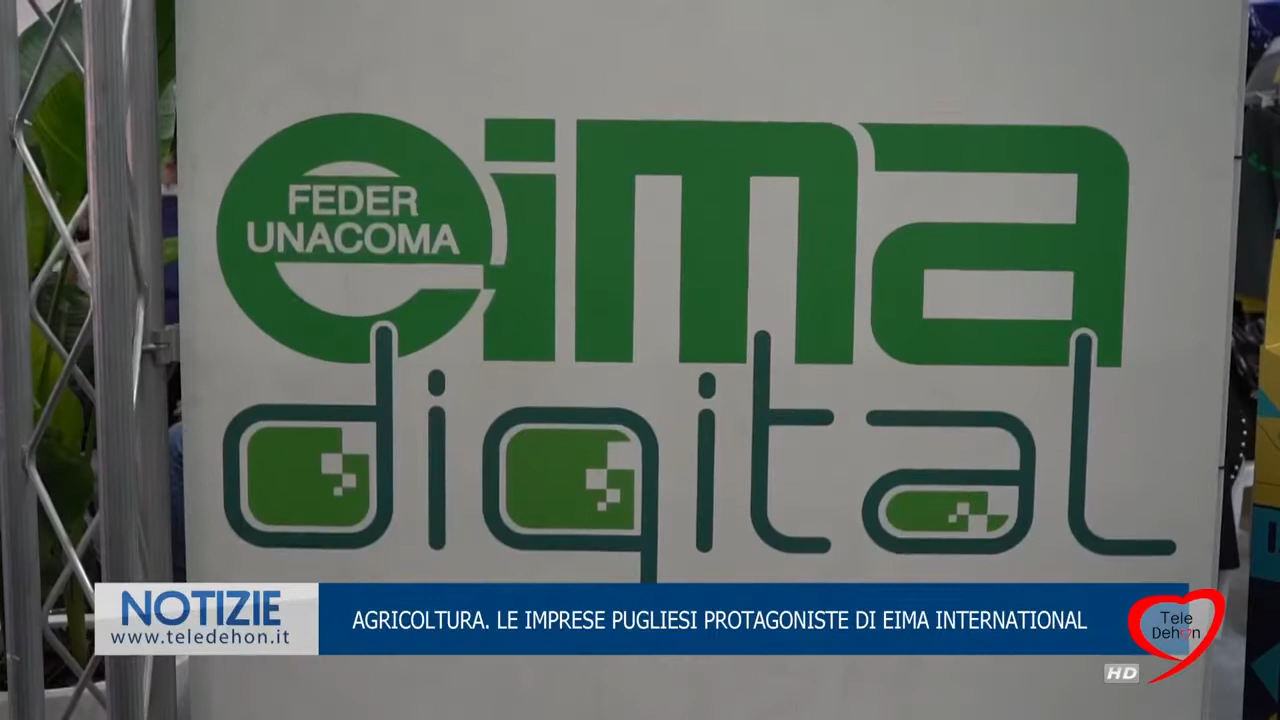 eima
FEDER
UNACOMA
digital
NOTIZIE
www.teledehon.it
AGRICOLTURA. LE IMPRESE PUGLIESI PROTAGONISTE DI EIMA INTERNATIONAL
Tele
Dehon
HD